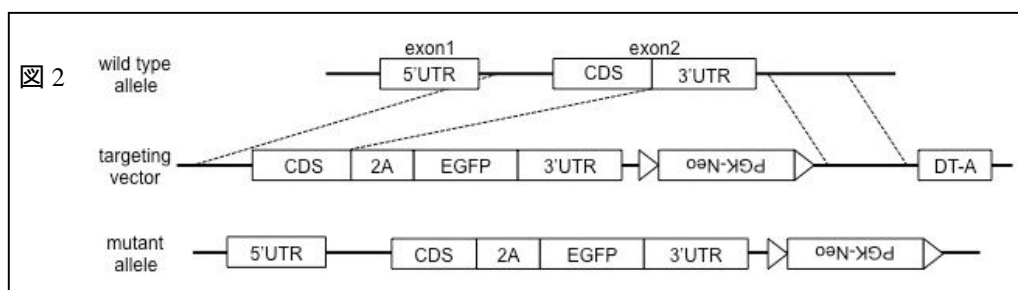 図2
wild type
allele
exon1
exon2
5'UTR
CDS
3'UTR
targeting
vector
CDS
2A
EGFP
3'UTR
PGK-Neo
DT-A
mutant
allele
5'UTR
CDS
2A
EGFP
3'UTR
PGK-Neo